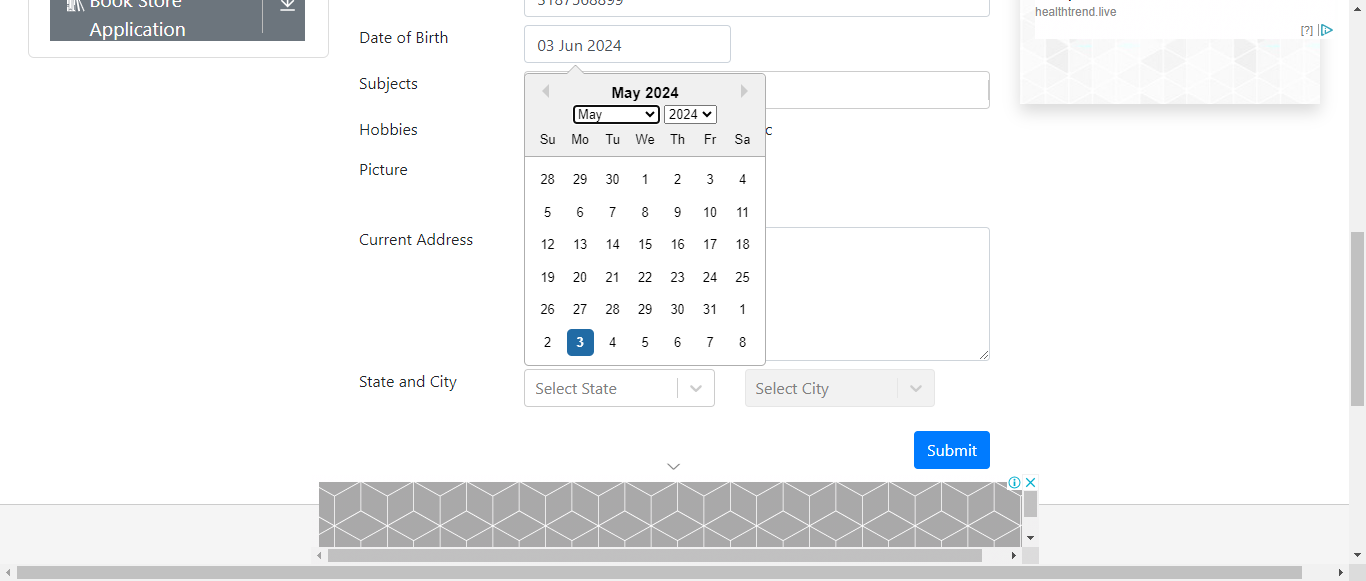 Book Store
Application
3187568899
healthtrend.live
Date of Birth
03 Jun 2024
Subjects
May 2024
May 2024
Hobbies
c
Su Mo Tu We Th Fr Sa
Picture
28 29 30 1 2 3 4
5 6 7 8 9 10 11
Current Address
12 13 14 15 16 17 18
19 20 21 22 23 24 25
26 27 28 29 30 31 1
2 3 4 5 6 7 8
State and City
Select State
Select City
Submit